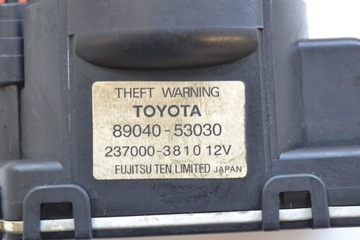 THEFT WARNING
TOYOTA
89040-53030
237000-3810 12V
FUJITSU TEN LIMITED JAPAN